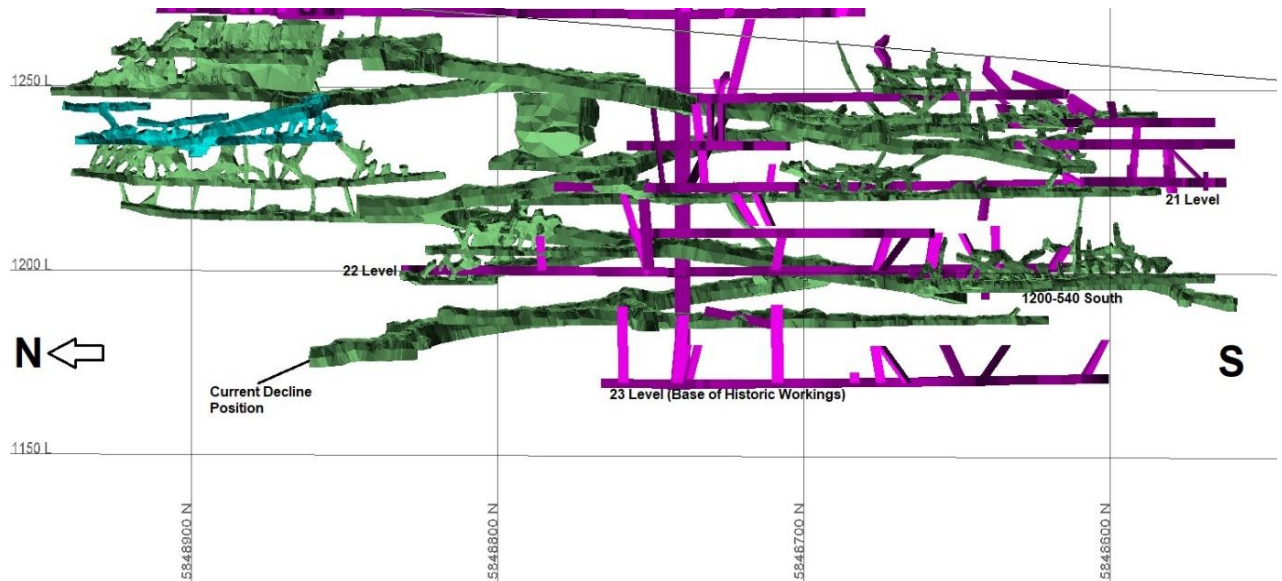 1250 L
21 Level
1200 L
22 Level
1200-540 South
N
S
Current Decline
Position
23 Level (Base of Historic Workings)
1150 L
5848900 N
5848800 N
5848700 N
5848600 N